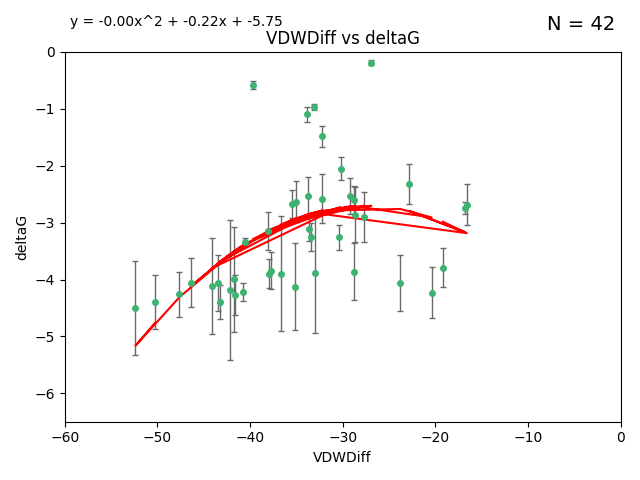 y = -0.00x^2 + -0.22x + -5.75
N = 42
VDWDiff vs deltaG
deltaG
0
−1
−2
−3
−4
−5
−6
−60
−50
−40
−30
−20
−10
0
VDWDiff